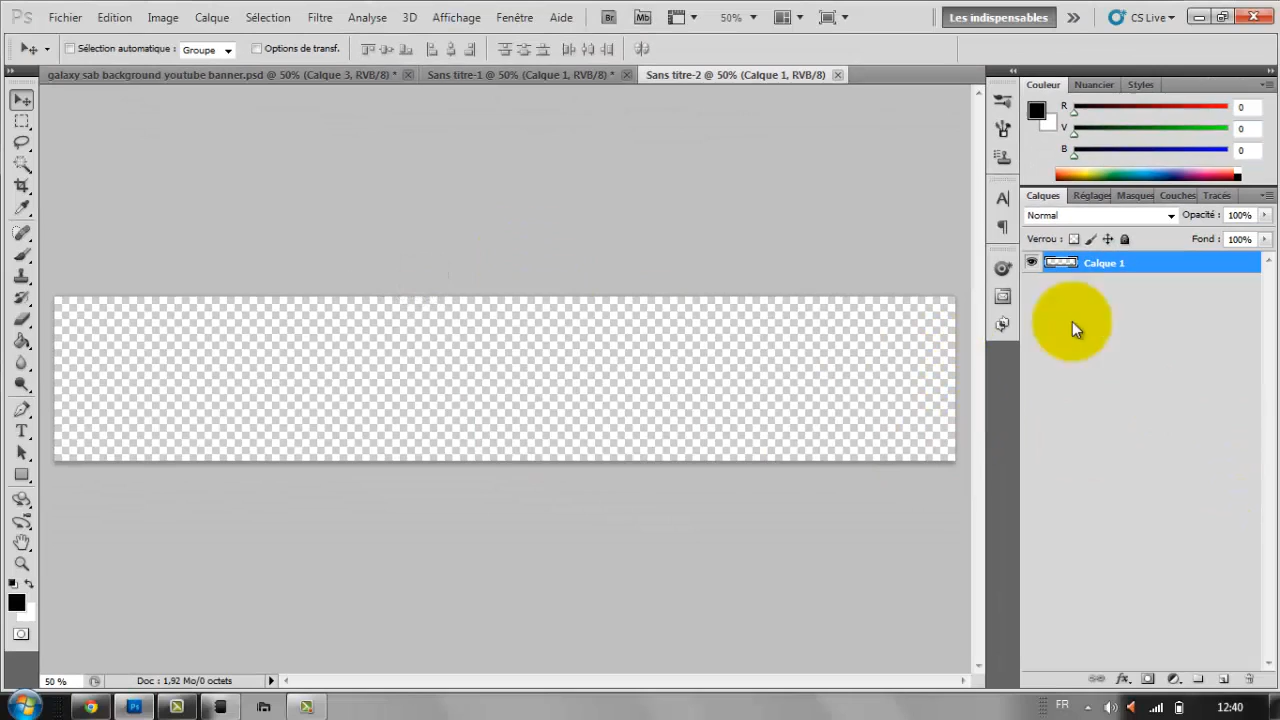 Ps Fichier Edition Image Calque Sélection Filtre Analyse 3D Affichage Fenêtre Aide Br Mb 50% Les indispensables CS Live
Sélection automatique : Groupe Options de transf.
galaxy sab background youtube banner.psd @ 50% (Calque 3, RVB/8) * Sans titre-1 @ 50% (Calque 1, RVB/8) * Sans titre-2 @ 50% (Calque 1, RVB/8)
Couleur Nuancier Styles
R 0
V 0
B 0
Calques Réglages Masques Couches Tracés
Normal Opacité : 100%
Verrou : Fond : 100%
Calque 1
50 % Doc : 1,92 Mo/0 octets
FR 12:40